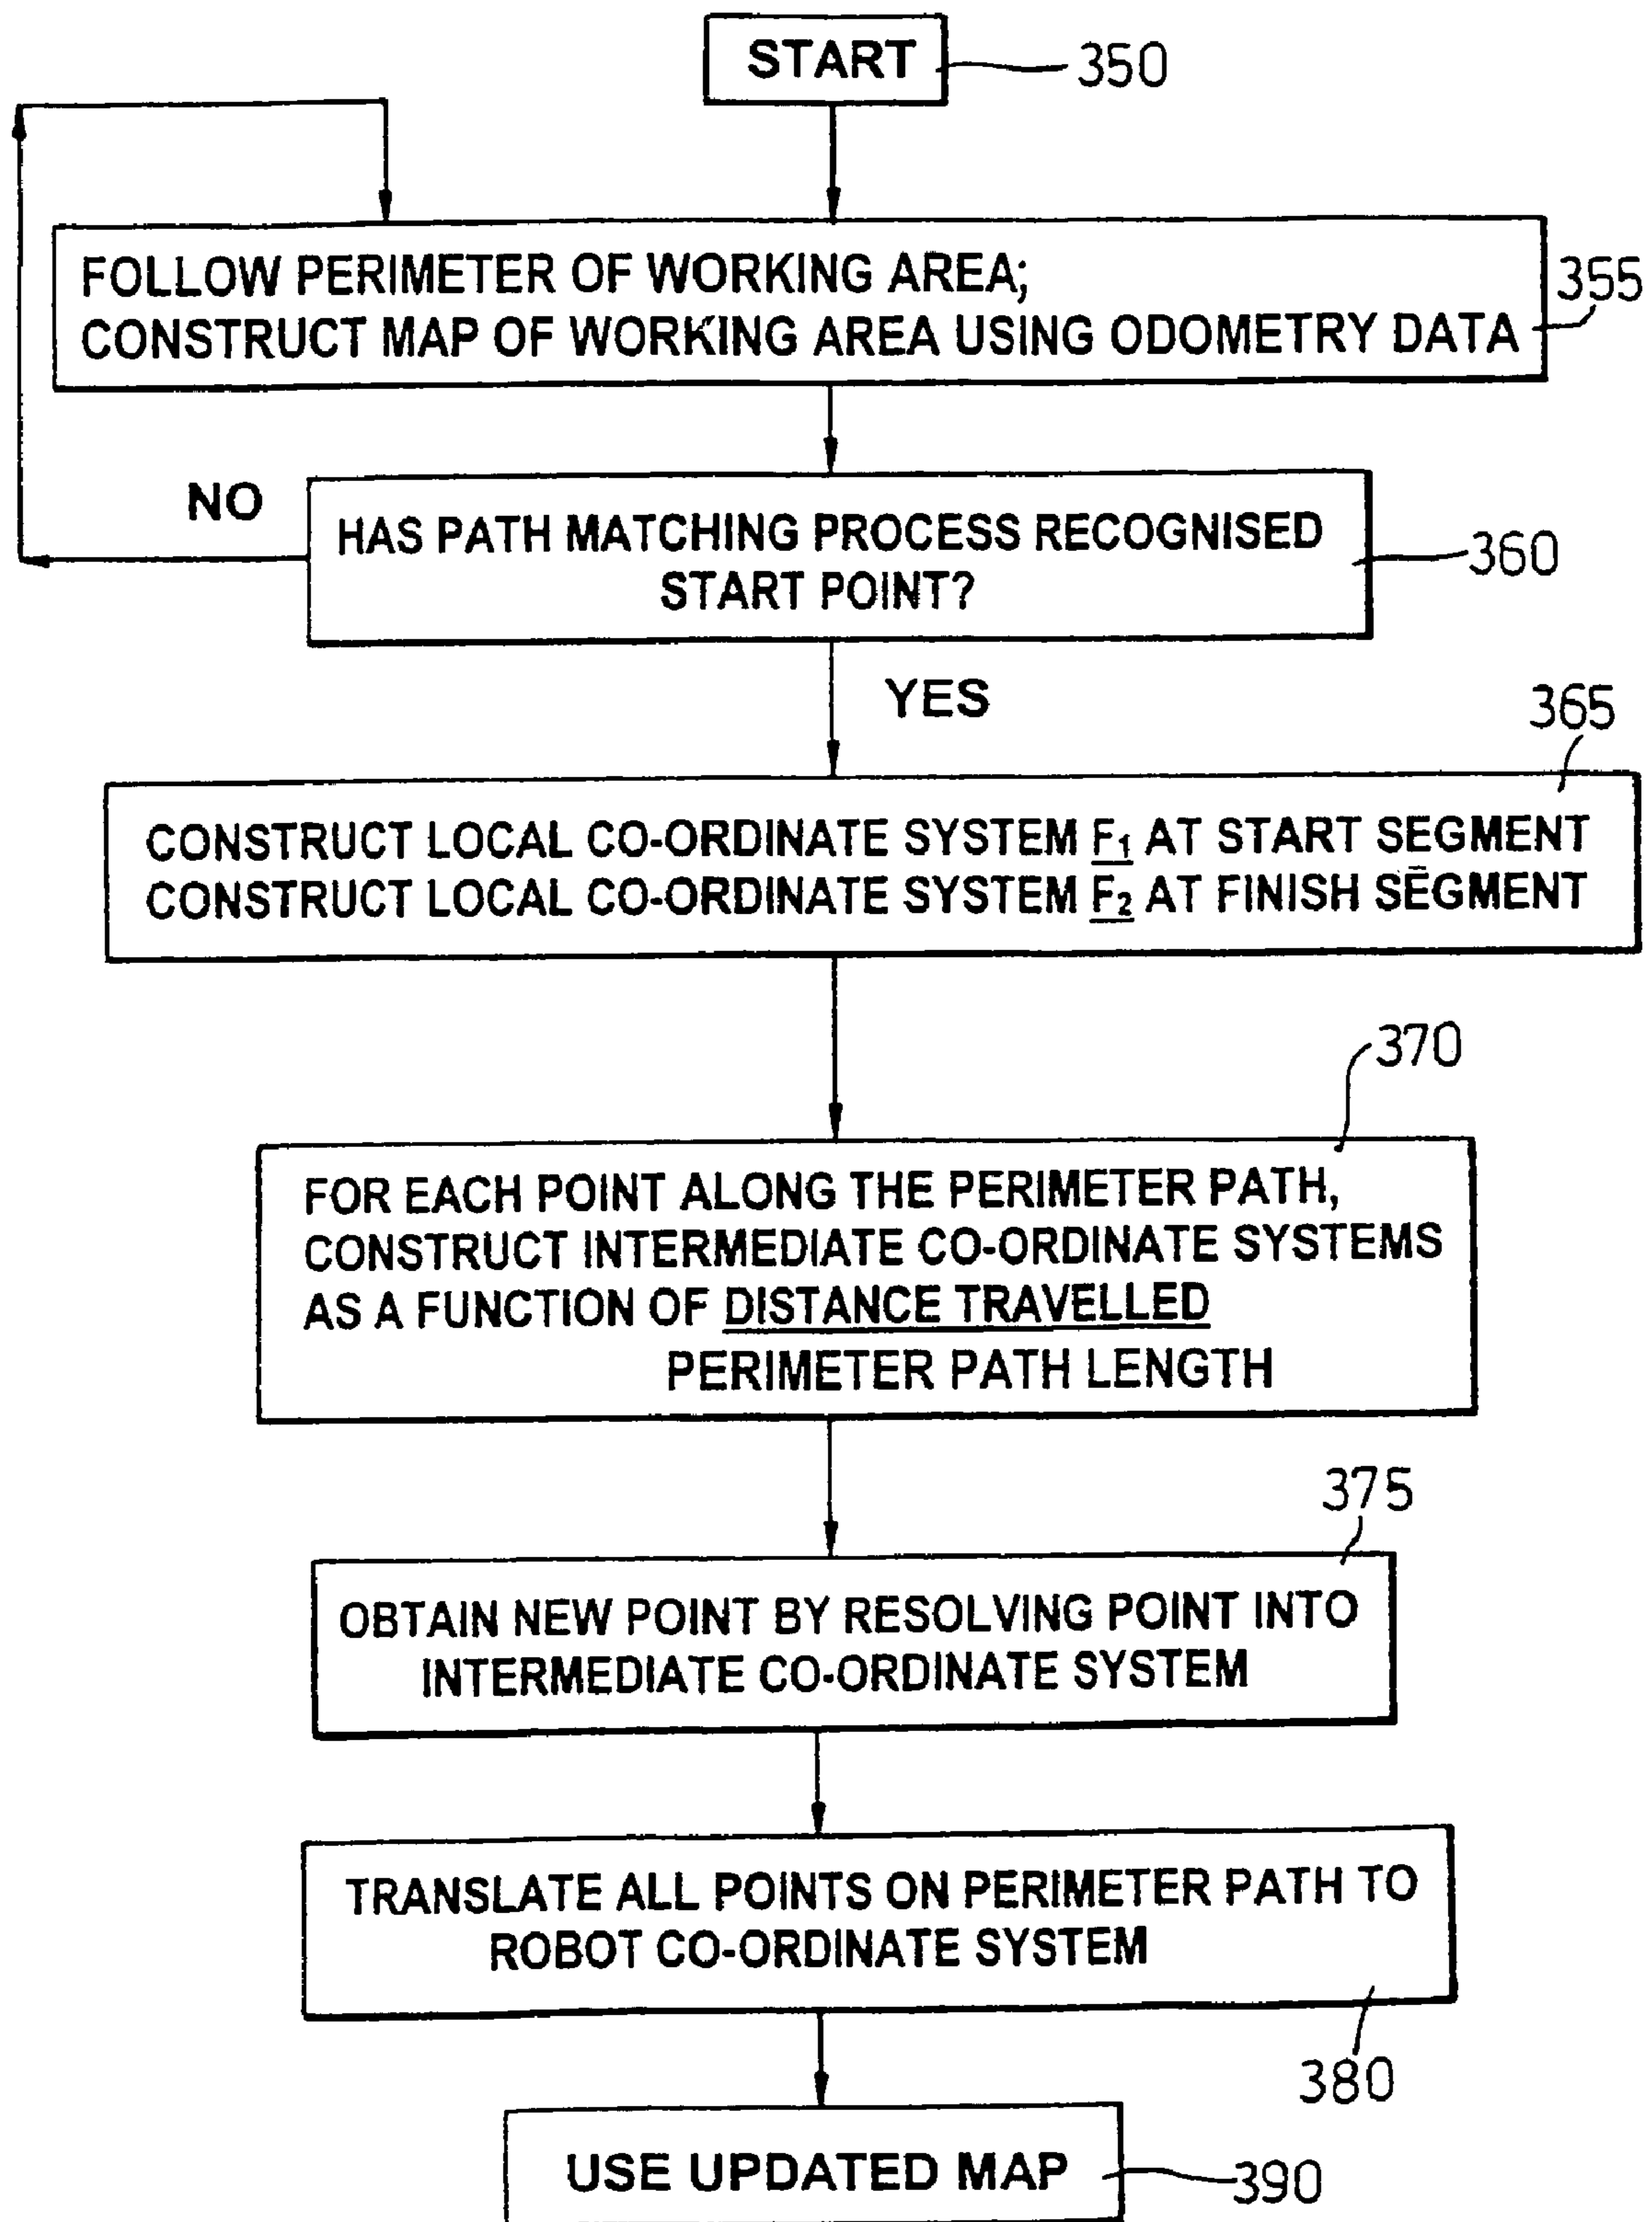 START
350
FOLLOW PERIMETER OF WORKING AREA;
CONSTRUCT MAP OF WORKING AREA USING ODOMETRY DATA
355
NO
HAS PATH MATCHING PROCESS RECOGNISED
START POINT?
360
YES
365
CONSTRUCT LOCAL CO-ORDINATE SYSTEM F₁ AT START SEGMENT
CONSTRUCT LOCAL CO-ORDINATE SYSTEM F₂ AT FINISH SEGMENT
370
FOR EACH POINT ALONG THE PERIMETER PATH,
CONSTRUCT INTERMEDIATE CO-ORDINATE SYSTEMS
AS A FUNCTION OF DISTANCE TRAVELLED
PERIMETER PATH LENGTH
375
OBTAIN NEW POINT BY RESOLVING POINT INTO
INTERMEDIATE CO-ORDINATE SYSTEM
TRANSLATE ALL POINTS ON PERIMETER PATH TO
ROBOT CO-ORDINATE SYSTEM
380
USE UPDATED MAP
390